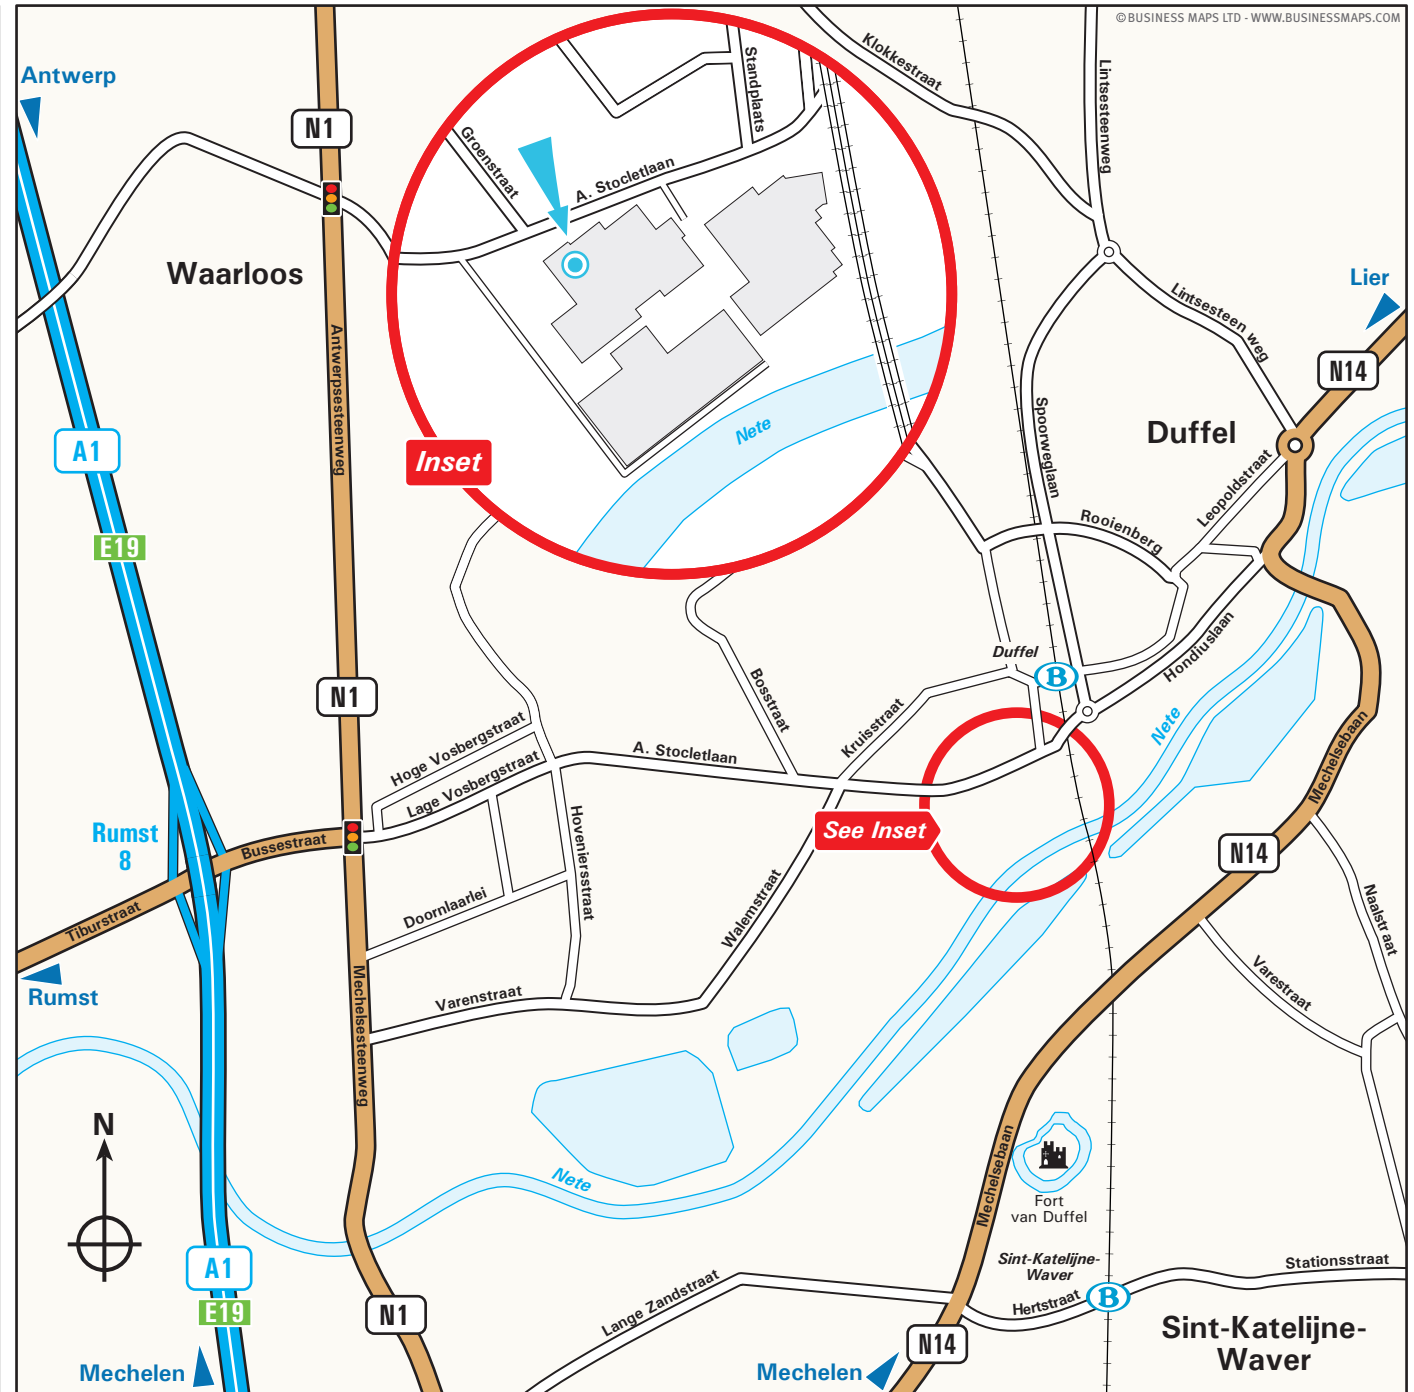 © BUSINESS MAPS LTD - WWW.BUSINESSMAPS.COM
Antwerp
N1
Klokkestraat
Lintsesteenweg
Standplaats
Groenstraat
A. Stocletlaan
Waarloos
Lier
Lintsesteen weg
N14
Antwerpsesteenweg
A1
Inset
Nete
Duffel
Spoorweglaan
Leopoldstraat
Rooienberg
E19
Duffel
B
Hondiuslaan
N1
Bosstraat
Kruisstraat
Nete
Hoge Vosbergstraat
A. Stocletlaan
Lage Vosbergstraat
Mechelsebaan
Rumst
8
Bussestraat
See Inset
N14
Hoveniersstraat
Doornlaarlei
Walemstraat
Naalstraat
Tiburstraat
Rumst
Varenstraat
Varestraat
Mechelsesteenweg
N
Nete
Mechelsebaan
Fort
van Duffel
A1
E19
N1
Sint-Katelijne-
Waver
Stationsstraat
Hertstraat
B
Lange Zandstraat
N14
Sint-Katelijne-
Waver
Mechelen
Mechelen